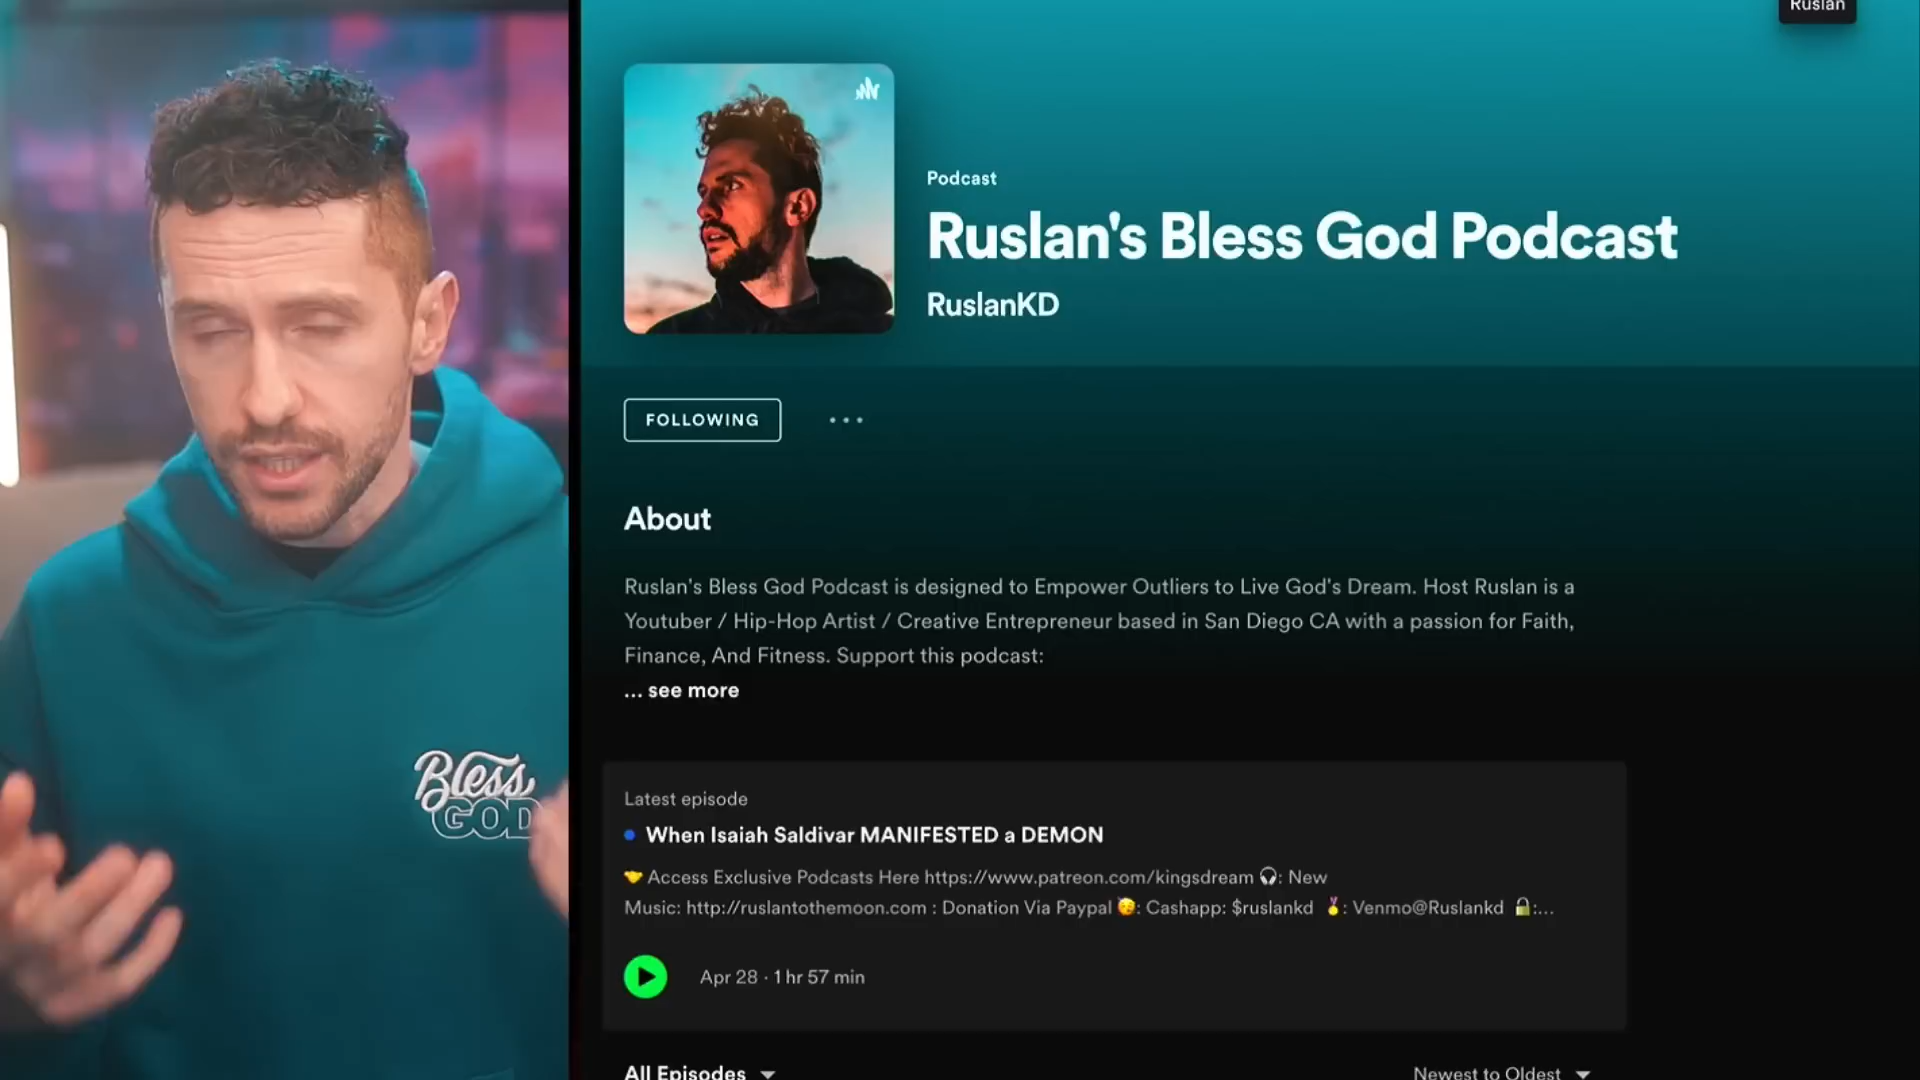 Ruslan
Podcast
Ruslan's Bless God Podcast
RuslanKD
FOLLOWING
About
Ruslan's Bless God Podcast is designed to Empower Outliers to Live God's Dream. Host Ruslan is a
Youtuber / Hip-Hop Artist / Creative Entrepreneur based in San Diego CA with a passion for Faith,
Finance, And Fitness. Support this podcast:
... see more
Bless
GOD
Latest episode
When Isaiah Saldivar MANIFESTED a DEMON
🤝 Access Exclusive Podcasts Here https://www.patreon.com/kingsdream 🎧: New
Music: http://ruslantothemoon.com : Donation Via Paypal 🥳: Cashapp: $ruslankd 🏅: Venmo@Ruslankd 🔒:...
Apr 28 · 1 hr 57 min
All Episodes
Newest to Oldest